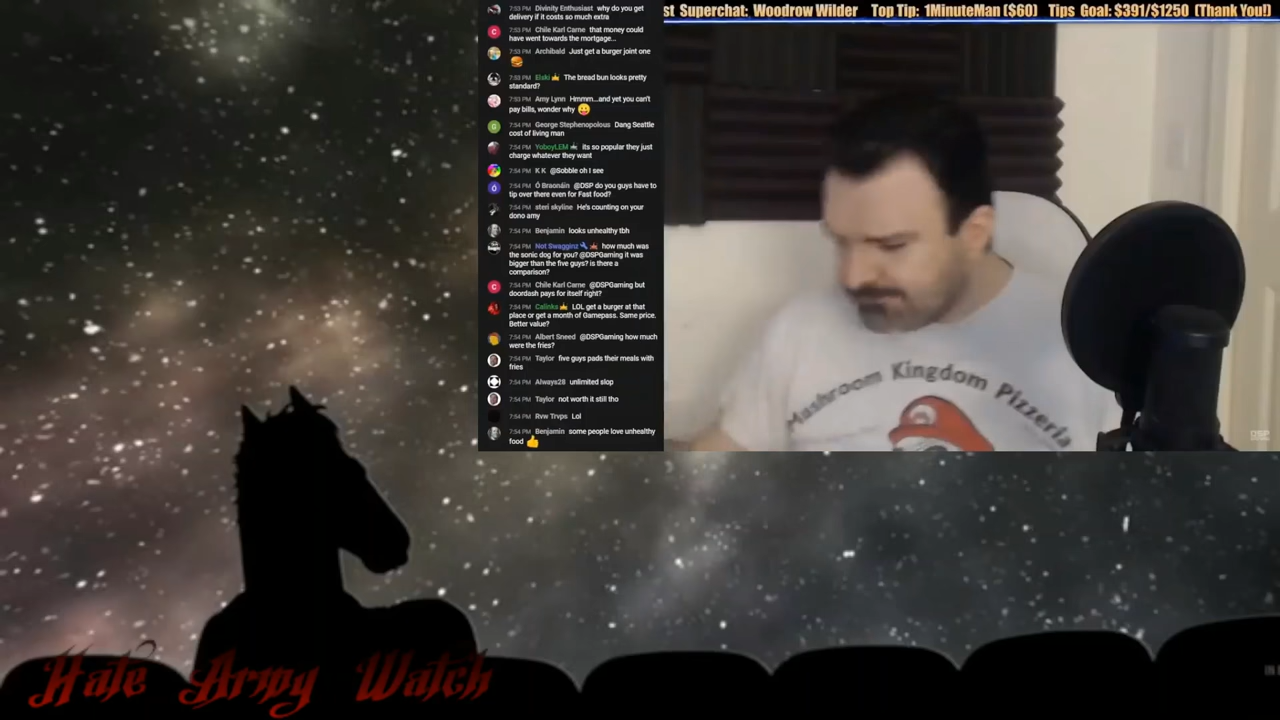 st Superchat: Woodrow Wilder Top Tip: 1MinuteMan ($60) Tips Goal: $391/$1250 (Thank You!)
7:53 PM Divinity Enthusiast why do you get
delivery if it costs so much extra
7:53 PM Chile Karl Carne that money could
have went towards the mortgage...
7:53 PM Archibald Just get a burger joint one
🍔
7:53 PM Elski The bread bun looks pretty
standard?
7:53 PM Amy Lynn Hmmm...and yet you can't
pay bills, wonder why 😛
7:54 PM George Stephenopolous Dang Seattle
cost of living man
7:54 PM YoboyLEM its so popular they just
charge whatever they want
7:54 PM K K @Sobble oh I see
7:54 PM Ó Braonáin @DSP do you guys have to
tip over there even for Fast food?
7:54 PM steri skyline He's counting on your
dono amy
7:54 PM Benjamin looks unhealthy tbh
7:54 PM Not Swagginz how much was
the sonic dog for you? @DSPGaming it was
bigger than the five guys? is there a
comparison?
7:54 PM Chile Karl Carne @DSPGaming but
doordash pays for itself right?
7:54 PM Calinks LOL get a burger at that
place or get a month of Gamepass. Same price.
Better value?
7:54 PM Albert Sneed @DSPGaming how much
were the fries?
7:54 PM Taylor five guys pads their meals with
fries
7:54 PM Always28 unlimited slop
7:54 PM Taylor not worth it still tho
7:54 PM Rvw Trvps Lol
7:54 PM Benjamin some people love unhealthy
food 👍
Mushroom Kingdom Pizzeria
DSP
Hate Army Watch